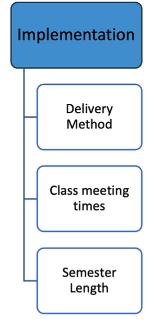 Implementation
Delivery
Method
Class meeting
times
Semester
Length